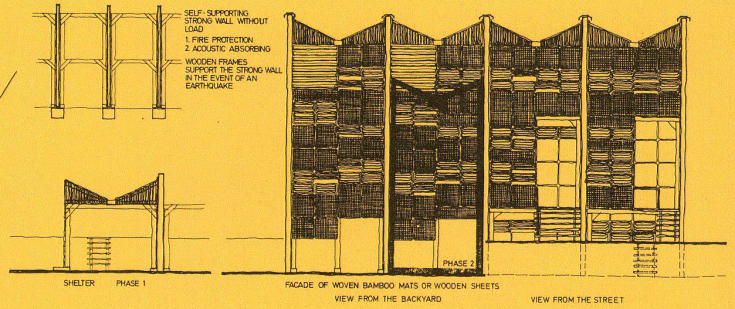 SELF-SUPPORTING
STRONG WALL WITHOUT
LOAD
1. FIRE PROTECTION
2. ACOUSTIC ABSORBING
WOODEN FRAMES
SUPPORT THE STRONG WALL
IN THE EVENT OF AN
EARTHQUAKE
SHELTER PHASE 1
PHASE 2
FACADE OF WOVEN BAMBOO MATS OR WOODEN SHEETS
VIEW FROM THE BACKYARD
VIEW FROM THE STREET